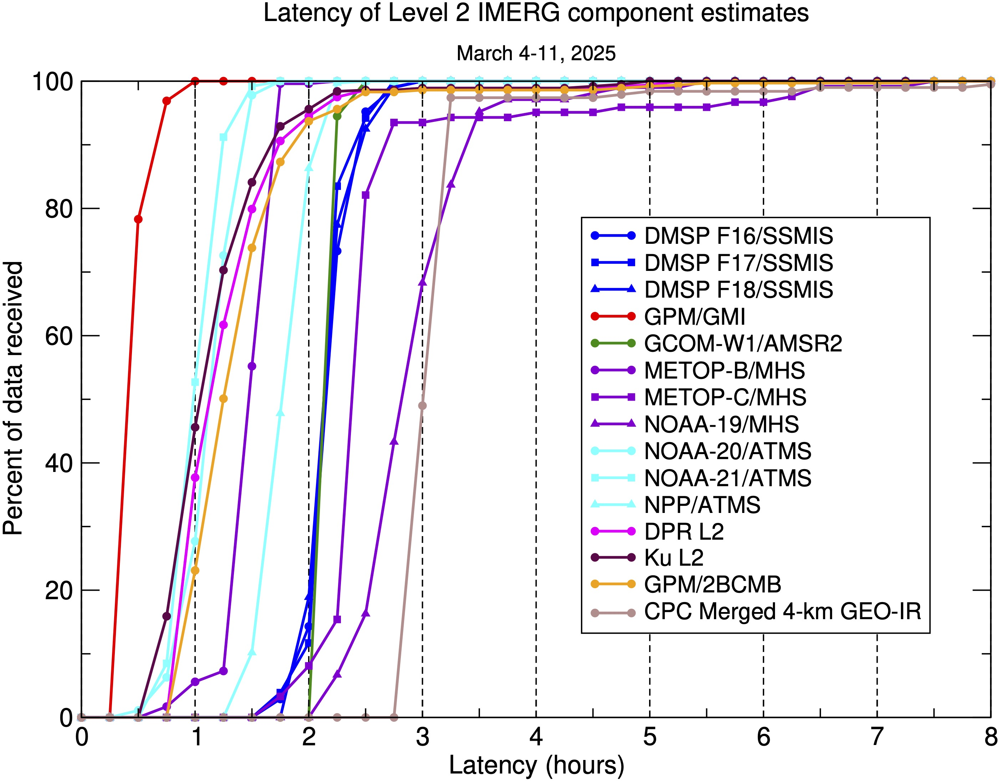 Latency of Level 2 IMERG component estimates
March 4-11, 2025
100
80
60
40
20
0
Percent of data received
DMSP F16/SSMIS
DMSP F17/SSMIS
DMSP F18/SSMIS
GPM/GMI
GCOM-W1/AMSR2
METOP-B/MHS
METOP-C/MHS
NOAA-19/MHS
NOAA-20/ATMS
NOAA-21/ATMS
NPP/ATMS
DPR L2
Ku L2
GPM/2BCMB
CPC Merged 4-km GEO-IR
0 1 2 3 4 5 6 7 8
Latency (hours)